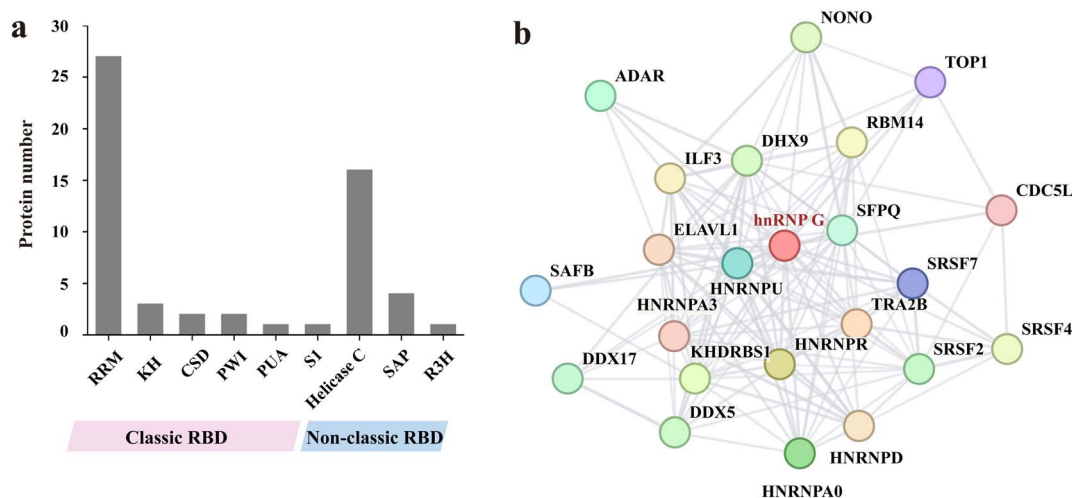 a
Protein number
30
25
20
15
10
5
0
RRM
KH
CSD
PWI
PUA
S1
Helicase C
SAP
R3H
Classic RBD
Non-classic RBD
b
NONO
TOP1
ADAR
RBM14
DHX9
ILF3
CDC5L
hnRNP G
SFPQ
ELAVL1
SRSF7
SAFB
HNRNPU
TRA2B
HNRNPA3
SRSF4
KHDRBS1
HNRNPR
SRSF2
DDX17
DDX5
HNRNPD
HNRNPA0